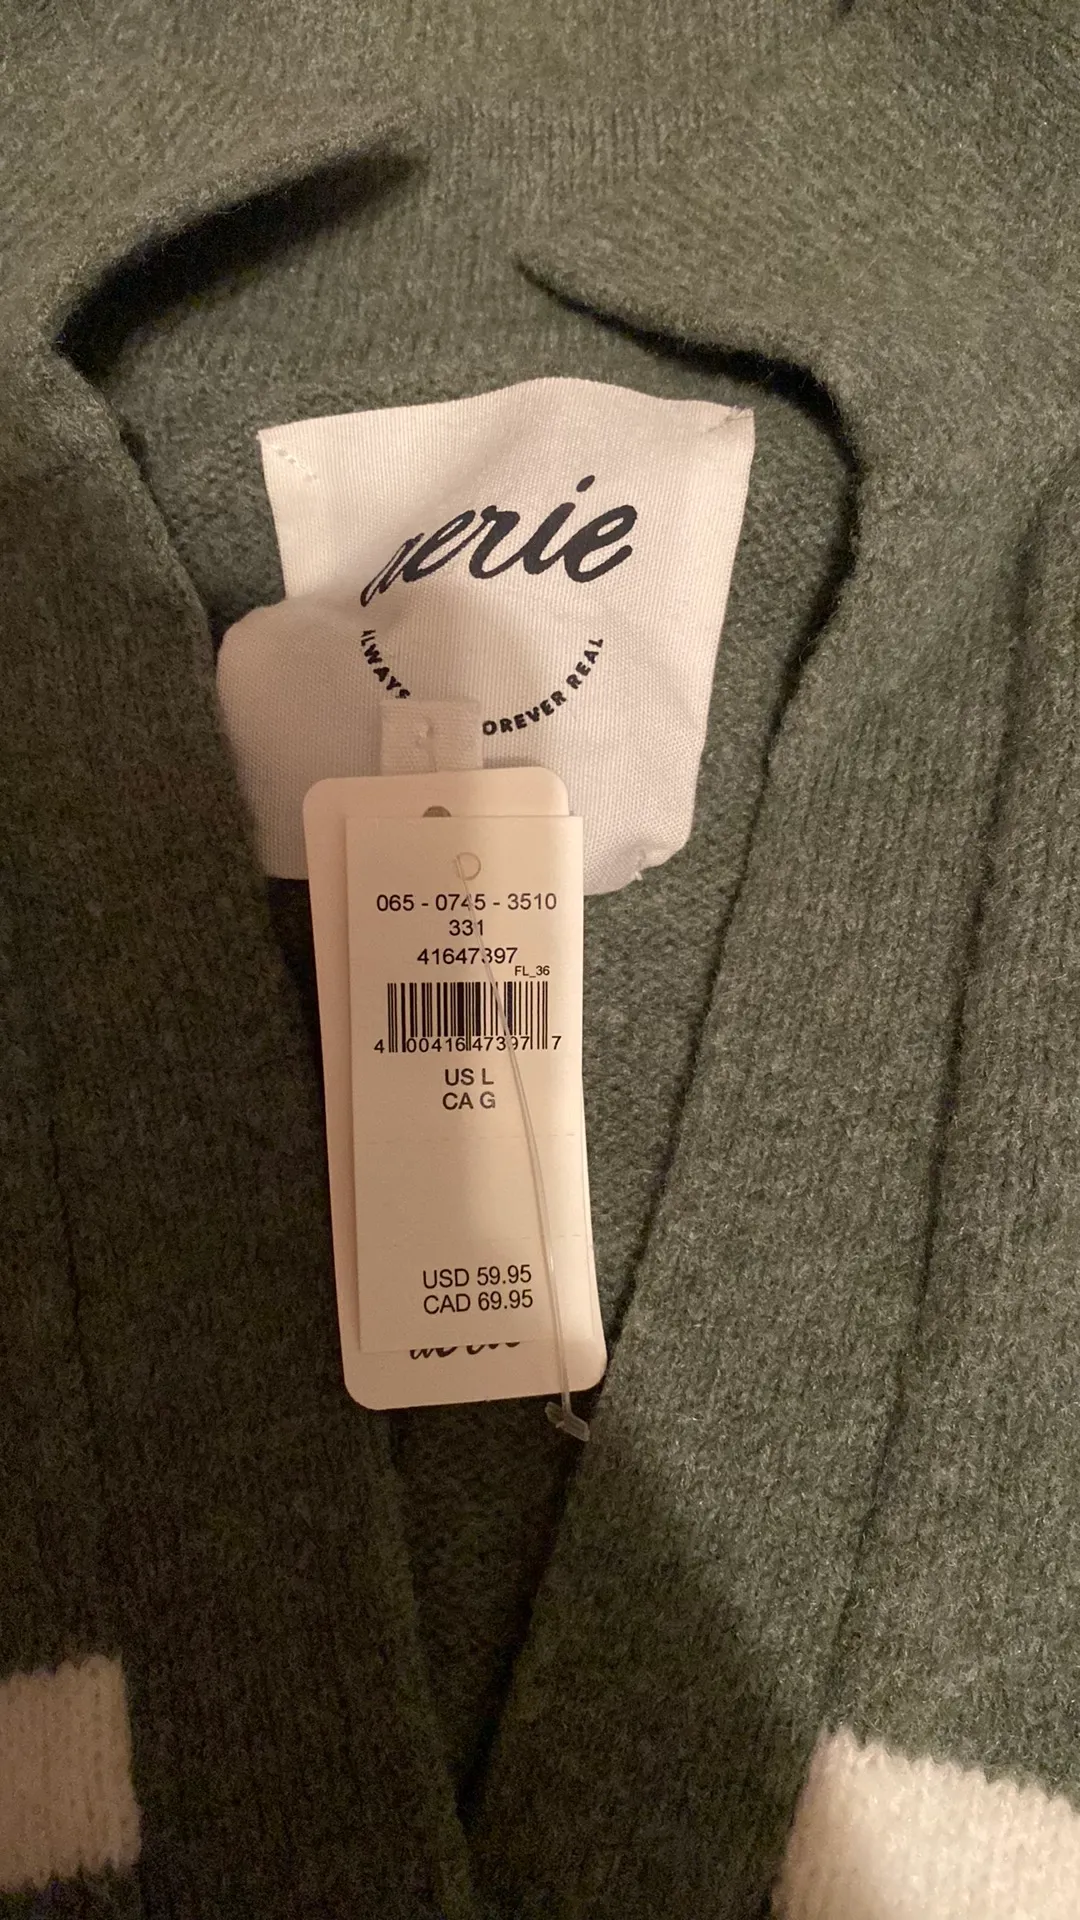 aerie
ALWAYS OREVER REAL
065 - 0745 - 3510
331
41647397
FL_36
4 00416 47397 7
US L
CA G
USD 59.95
CAD 69.95